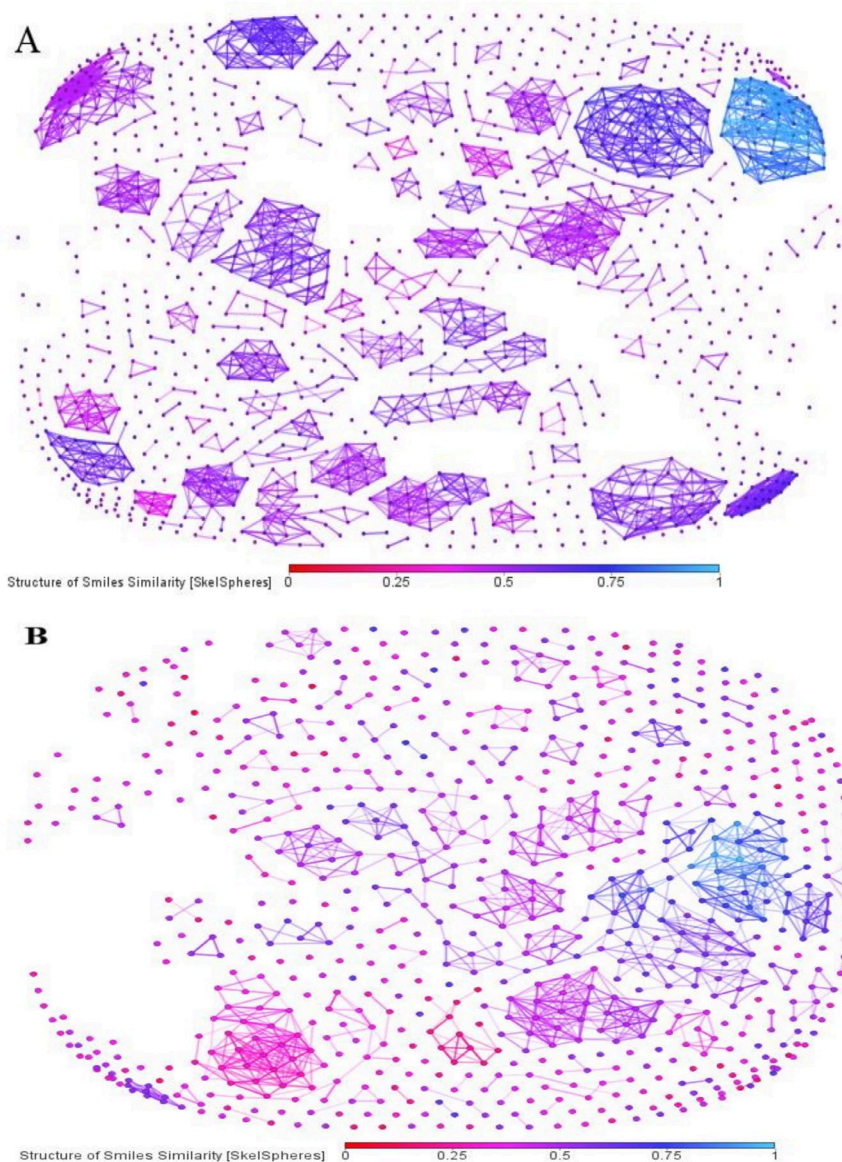 A
Structure of Smiles Similarity [SkelSpheres] 0 0.25 0.5 0.75 1
B
Structure of Smiles Similarity [SkelSpheres] 0 0.25 0.5 0.75 1